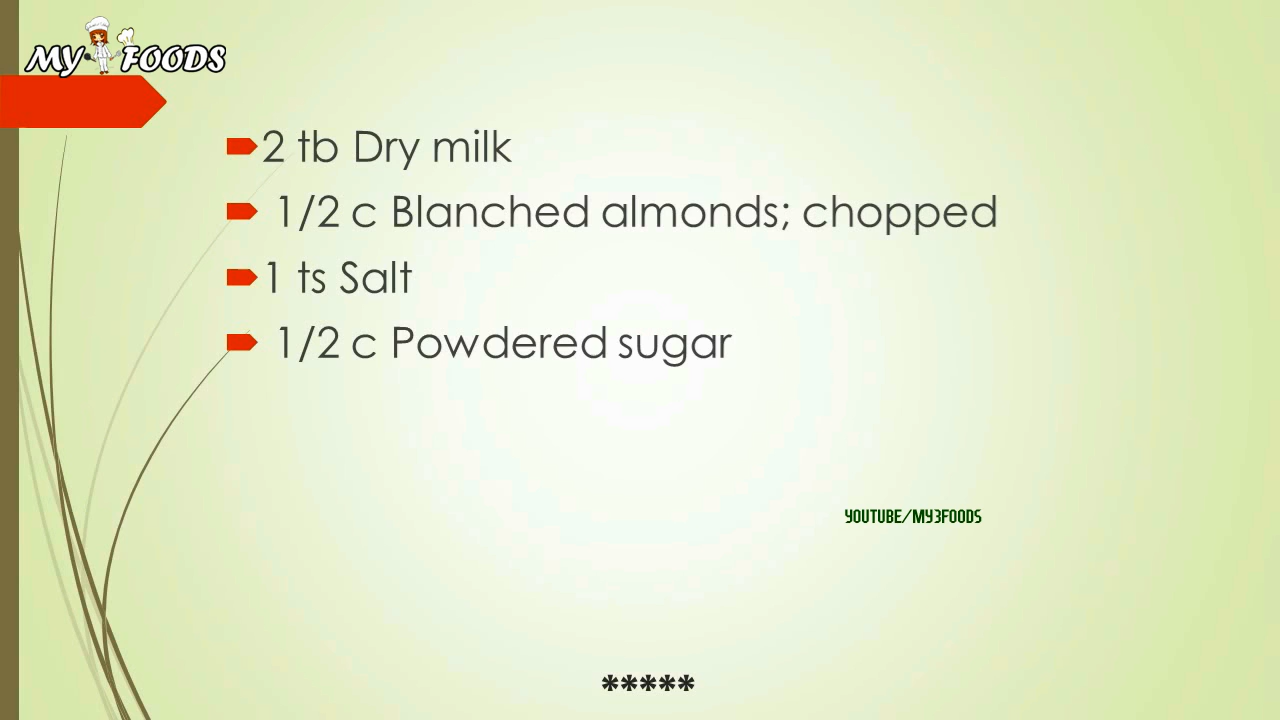 MY FOODS
2 tb Dry milk
1/2 c Blanched almonds; chopped
1 ts Salt
1/2 c Powdered sugar
YOUTUBE/MY3FOODS
*****